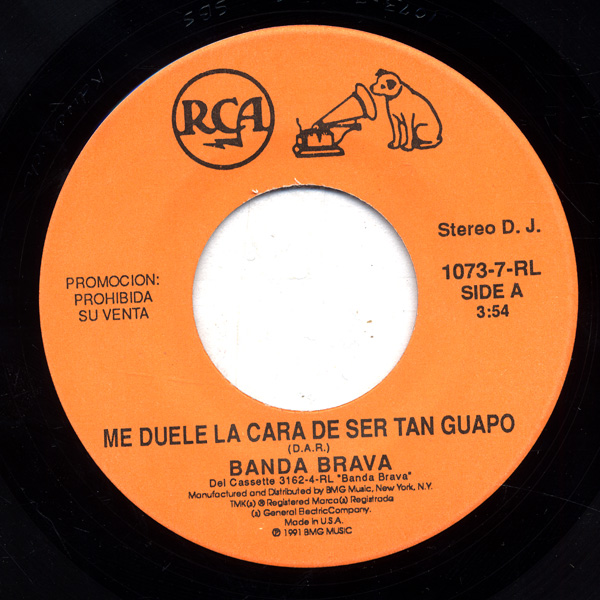 RCA
Stereo D. J.
PROMOCION:
PROHIBIDA
SU VENTA
1073-7-RL
SIDE A
3:54
ME DUELE LA CARA DE SER TAN GUAPO
(D.A.R.)
BANDA BRAVA
Del Cassette 3162-4-RL "Banda Brava"
Manufactured and Distributed by BMG Music, New York, N.Y.
TMK(s) ® Registered Marca(s) Registrada
(s) General ElectricCompany.
Made in U.S.A.
℗ 1991 BMG MUSIC